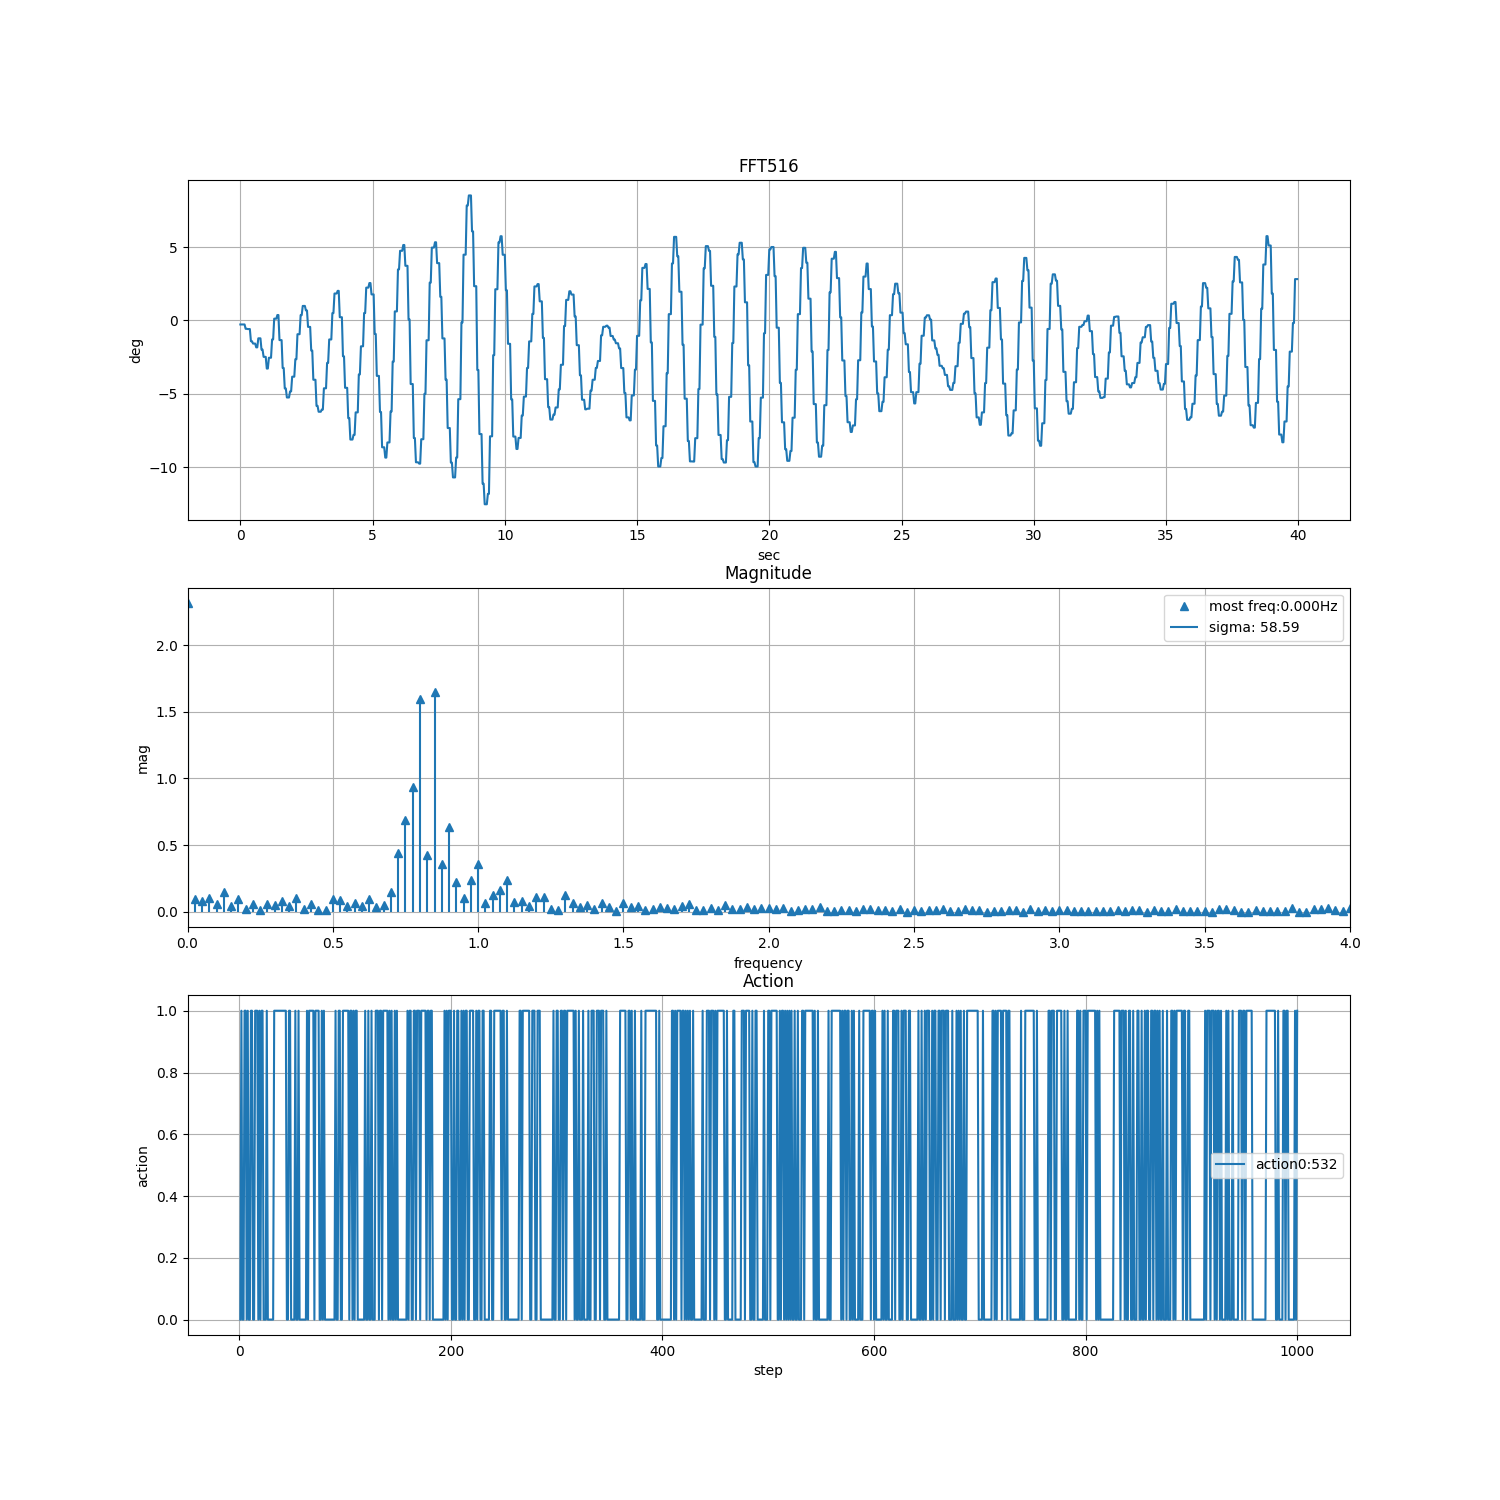 FFT516
deg
5
0
−5
−10
0 5 10 15 20 25 30 35 40
sec
Magnitude
mag
2.0
1.5
1.0
0.5
0.0
most freq:0.000Hz
sigma: 58.59
0.0 0.5 1.0 1.5 2.0 2.5 3.0 3.5 4.0
frequency
Action
action
1.0
0.8
0.6
0.4
0.2
0.0
action0:532
0 200 400 600 800 1000
step